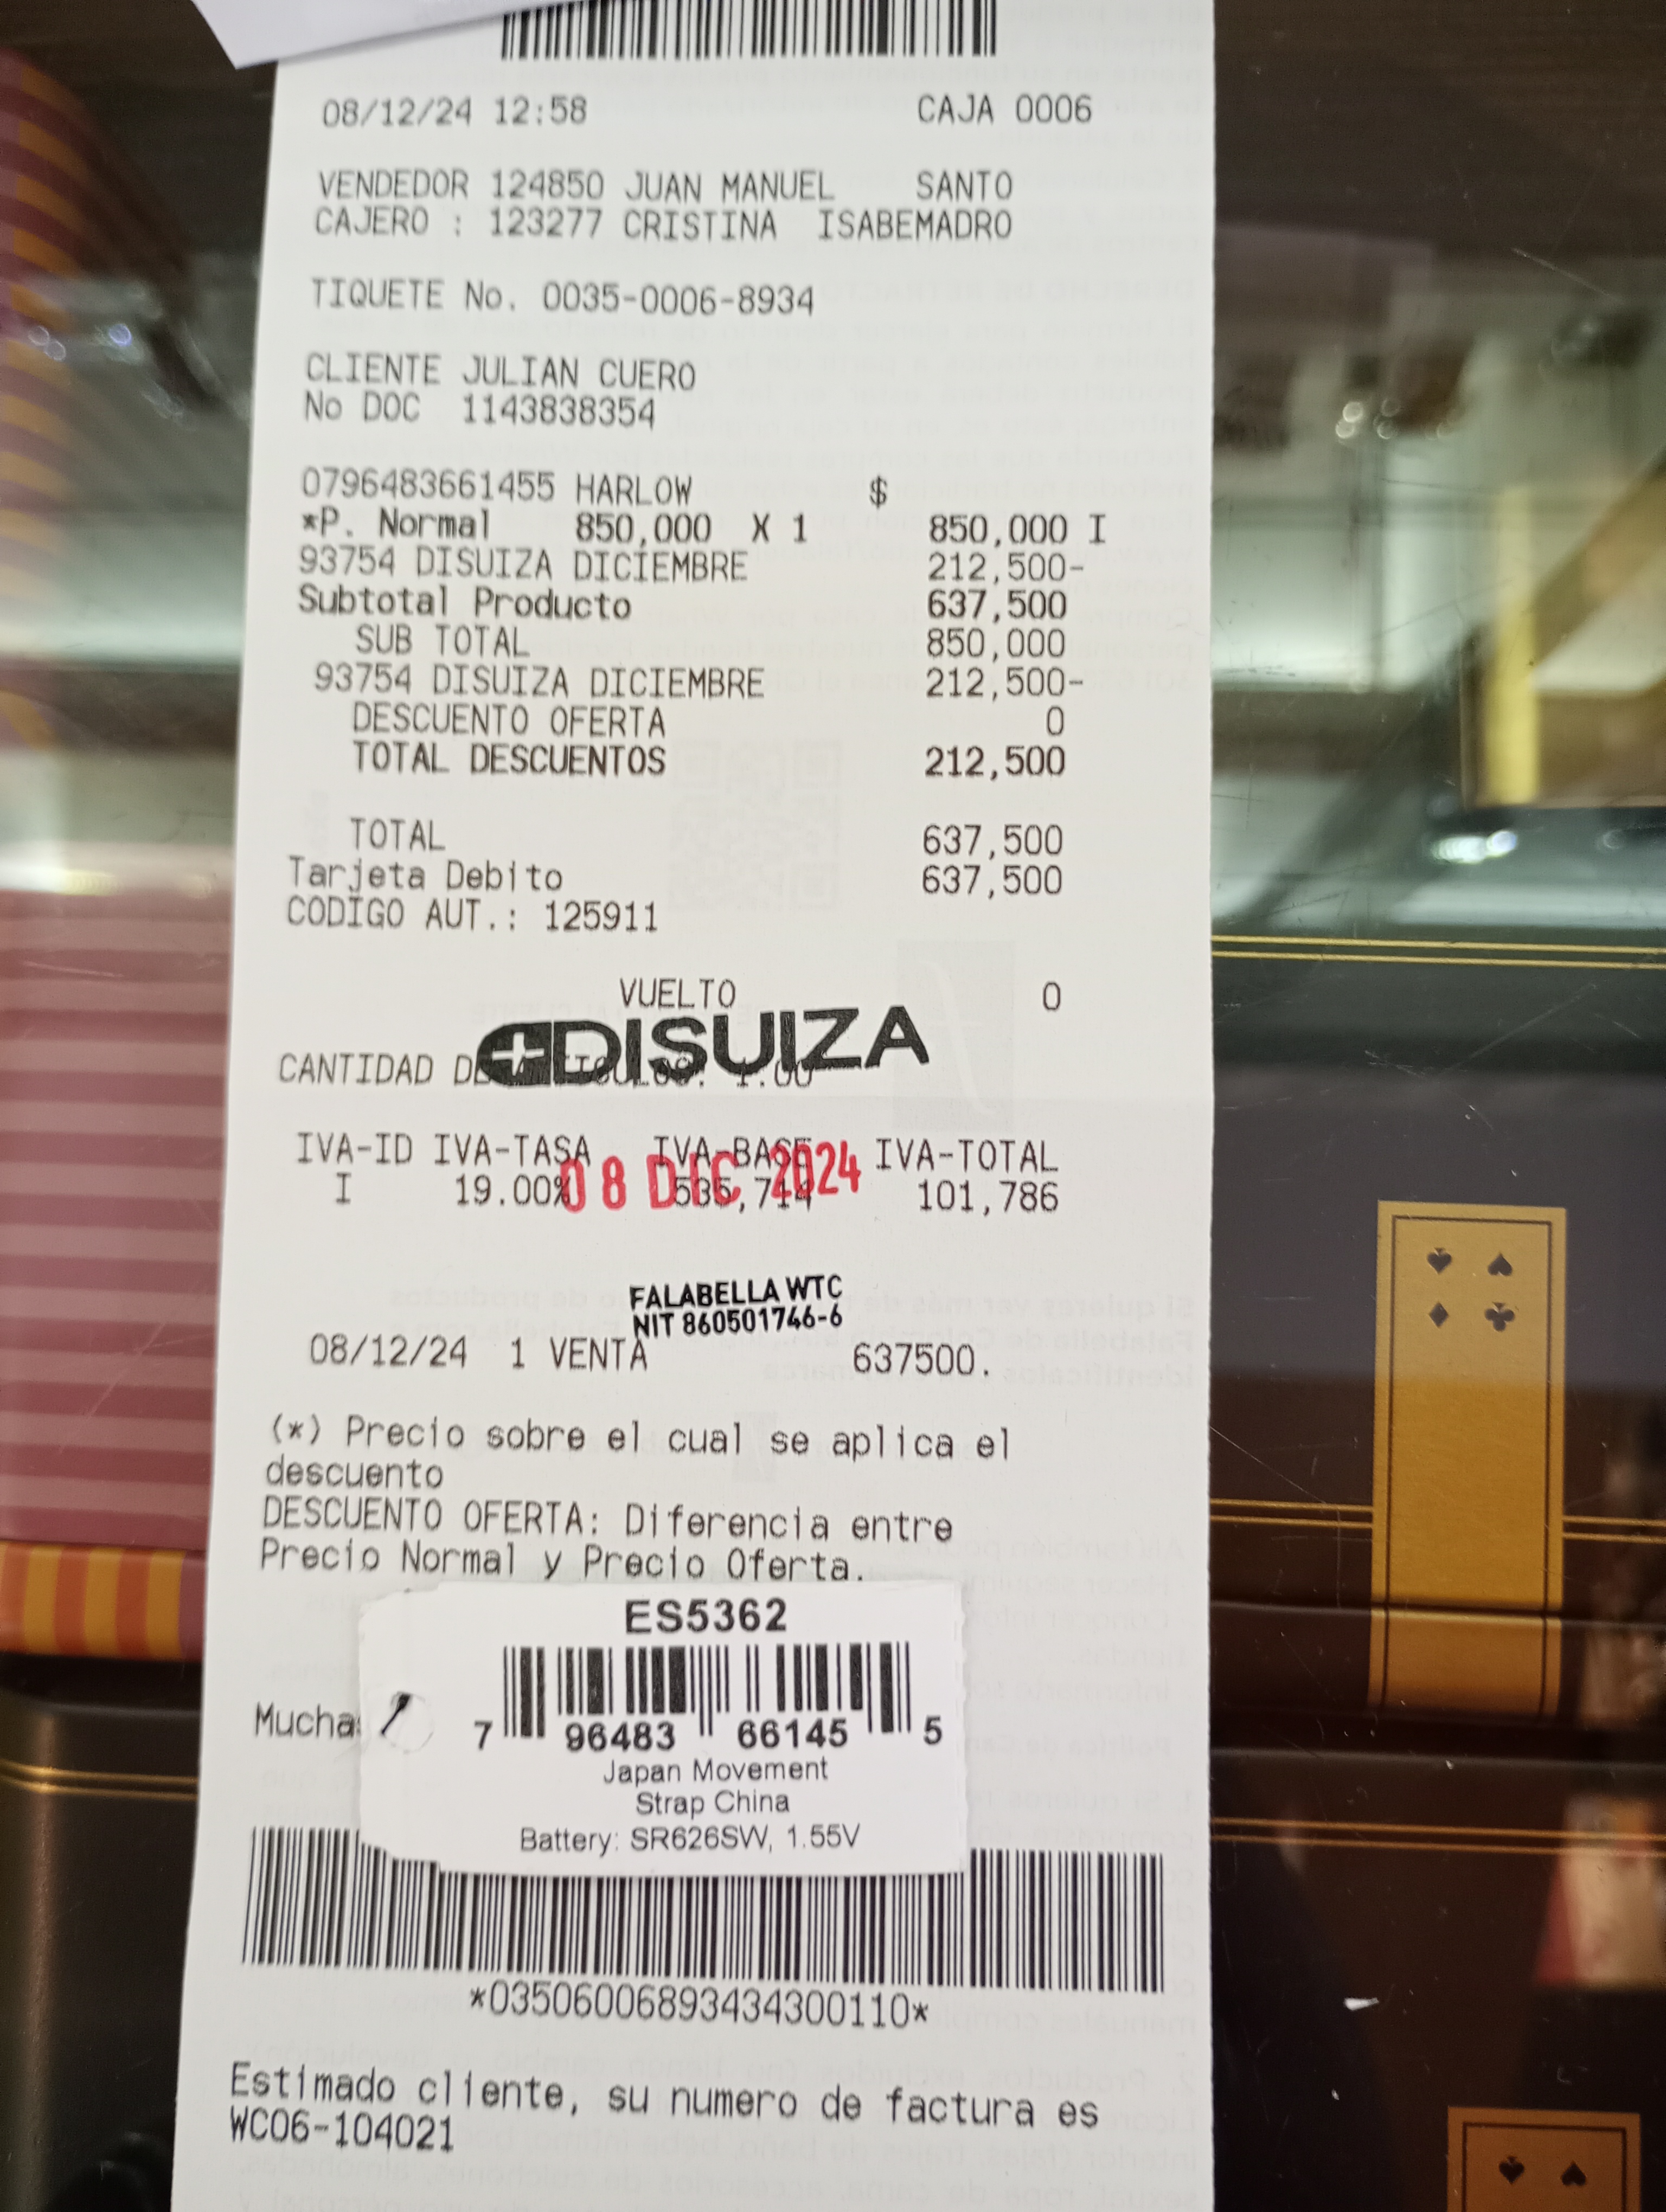 08/12/24 12:58 CAJA 0006
VENDEDOR 124850 JUAN MANUEL SANTO
CAJERO : 123277 CRISTINA ISABEMADRO
TIQUETE No. 0035-0006-8934
CLIENTE JULIAN CUERO
No DOC 1143838354
0796483661455 HARLOW $
*P. Normal 850,000 X 1 850,000 I
93754 DISUIZA DICIEMBRE 212,500-
Subtotal Producto 637,500
SUB TOTAL 850,000
93754 DISUIZA DICIEMBRE 212,500-
DESCUENTO OFERTA 0
TOTAL DESCUENTOS 212,500
TOTAL 637,500
Tarjeta Debito 637,500
CODIGO AUT.: 125911
VUELTO 0
DISUIZA
CANTIDAD 1.00
IVA-ID IVA-TASA IVA-BASE IVA-TOTAL
08 DIC 2024
I 19.00% 535,714 101,786
FALABELLA WTC
NIT 860501746-6
08/12/24 1 VENTA 637500.
(*) Precio sobre el cual se aplica el
descuento
DESCUENTO OFERTA: Diferencia entre
Precio Normal y Precio Oferta.
ES5362
Mucha
7 96483 66145 5
Japan Movement
Strap China
Battery: SR626SW, 1.55V
*03506006893434300110*
Estimado cliente, su numero de factura es
WC06-104021